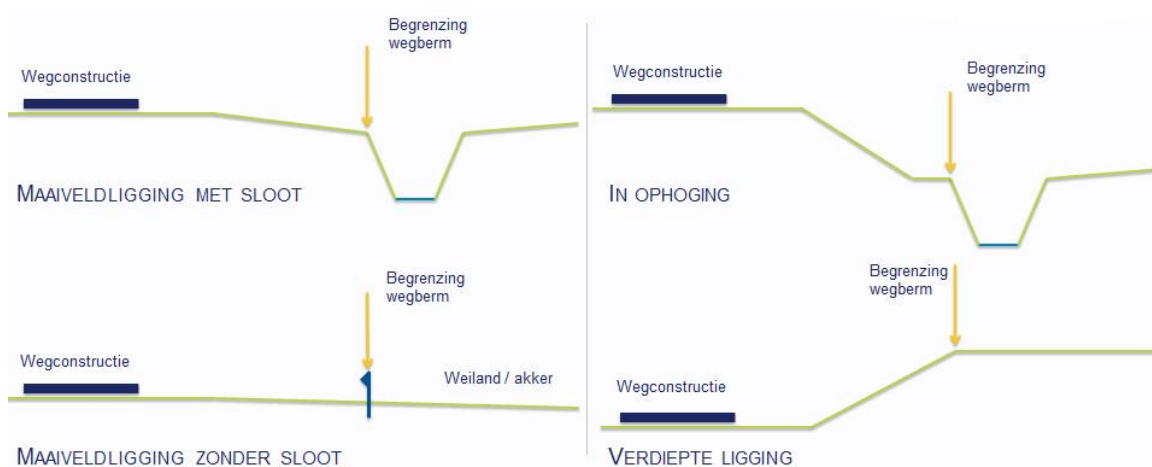 Begrenzing
wegberm
Wegconstructie
MAAIVELDLIGGING MET SLOOT
Begrenzing
wegberm
Wegconstructie
IN OPHOGING
Begrenzing
wegberm
Wegconstructie
Weiland / akker
MAAIVELDLIGGING ZONDER SLOOT
Begrenzing
wegberm
Wegconstructie
VERDIEPTE LIGGING